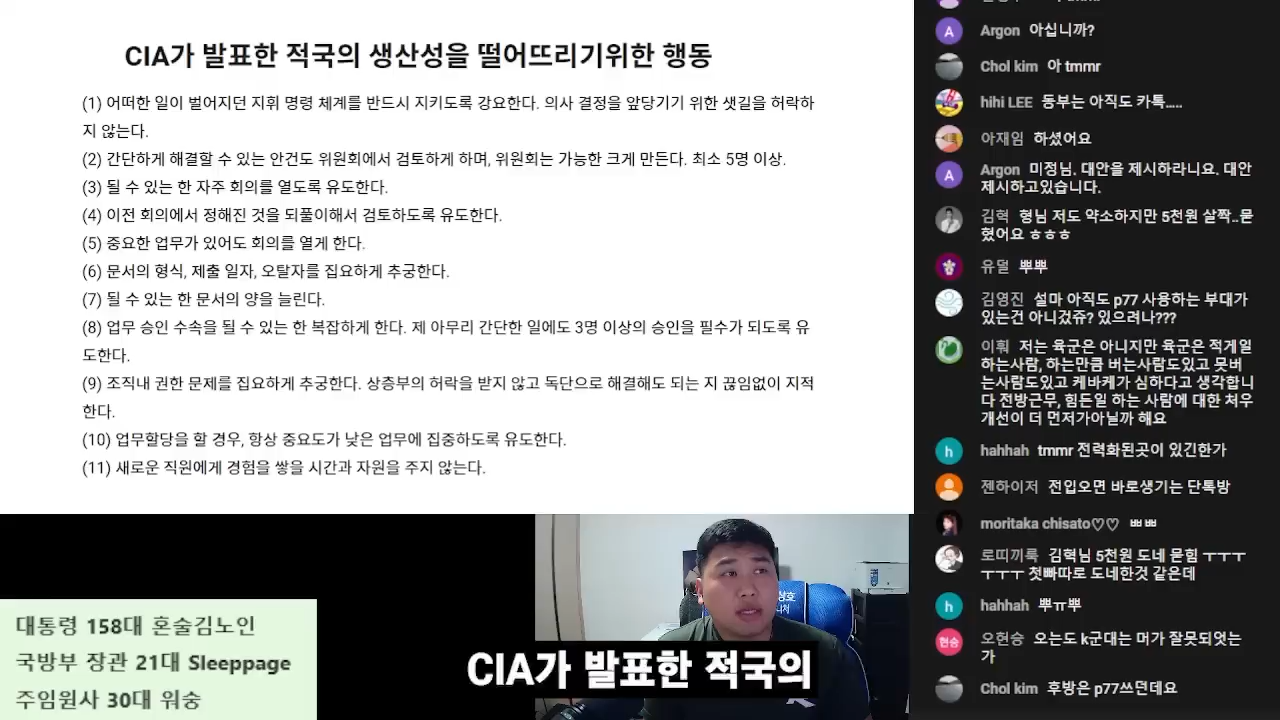 CIA가 발표한 적국의 생산성을 떨어뜨리기위한 행동
(1) 어떠한 일이 벌어지던 지휘 명령 체계를 반드시 지키도록 강요한다. 의사 결정을 앞당기기 위한 샛길을 허락하
지 않는다.
(2) 간단하게 해결할 수 있는 안건도 위원회에서 검토하게 하며, 위원회는 가능한 크게 만든다. 최소 5명 이상.
(3) 될 수 있는 한 자주 회의를 열도록 유도한다.
(4) 이전 회의에서 정해진 것을 되풀이해서 검토하도록 유도한다.
(5) 중요한 업무가 있어도 회의를 열게 한다.
(6) 문서의 형식, 제출 일자, 오탈자를 집요하게 추궁한다.
(7) 될 수 있는 한 문서의 양을 늘린다.
(8) 업무 승인 수속을 될 수 있는 한 복잡하게 한다. 제 아무리 간단한 일에도 3명 이상의 승인을 필수가 되도록 유
도한다.
(9) 조직내 권한 문제를 집요하게 추궁한다. 상층부의 허락을 받지 않고 독단으로 해결해도 되는 지 끊임없이 지적
한다.
(10) 업무할당을 할 경우, 항상 중요도가 낮은 업무에 집중하도록 유도한다.
(11) 새로운 직원에게 경험을 쌓을 시간과 자원을 주지 않는다.
대통령 158대 혼술김노인
국방부 장관 21대 Sleeppage
주임원사 30대 워숭
CIA가 발표한 적국의
A Argon 아십니까?
Chol kim 아 tmmr
hihi LEE 동부는 아직도 카톡.....
아재임 하셨어요
A Argon 미정님. 대안을 제시하라니요. 대안
제시하고있습니다.
김혁 형님 저도 약소하지만 5천원 살짝..묻
혔어요 ㅎㅎㅎ
유덜 뿌뿌
김영진 설마 아직도 p77 사용하는 부대가
있는건 아니겄쥬? 있으려나???
이훠 저는 육군은 아니지만 육군은 적게일
하는사람, 하는만큼 버는사람도있고 못버
는사람도있고 케바케가 심하다고 생각합니
다 전방근무, 힘든일 하는 사람에 대한 처우
개선이 더 먼저가아닐까 해요
h hahhah tmmr 전력화된곳이 있긴한가
젠하이저 전입오면 바로생기는 단톡방
moritaka chisato♡♡ ㅃㅃ
로띠끼룩 김혁님 5천원 도네 묻힘 ㅜㅜㅜ
ㅜㅜㅜ 첫빠따로 도네한것 같은데
h hahhah 뿌ㅠ뿌
현승 오현승 오는도 k군대는 머가 잘못되엇는
가
Chol kim 후방은 p77쓰던데요